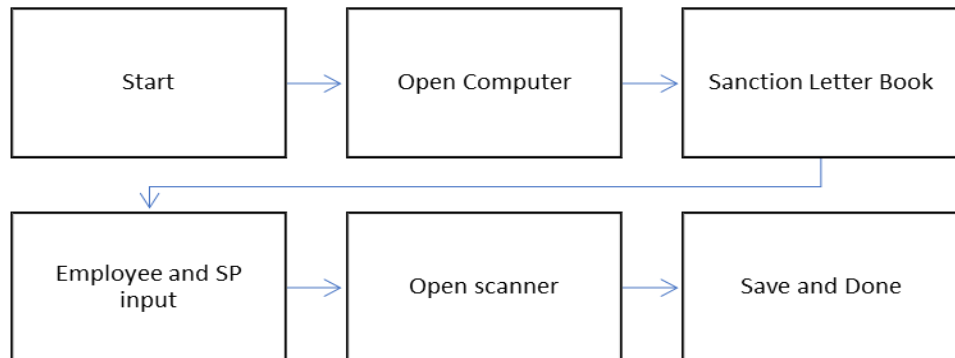 Start
Open Computer
Sanction Letter Book
Employee and SP
input
Open scanner
Save and Done